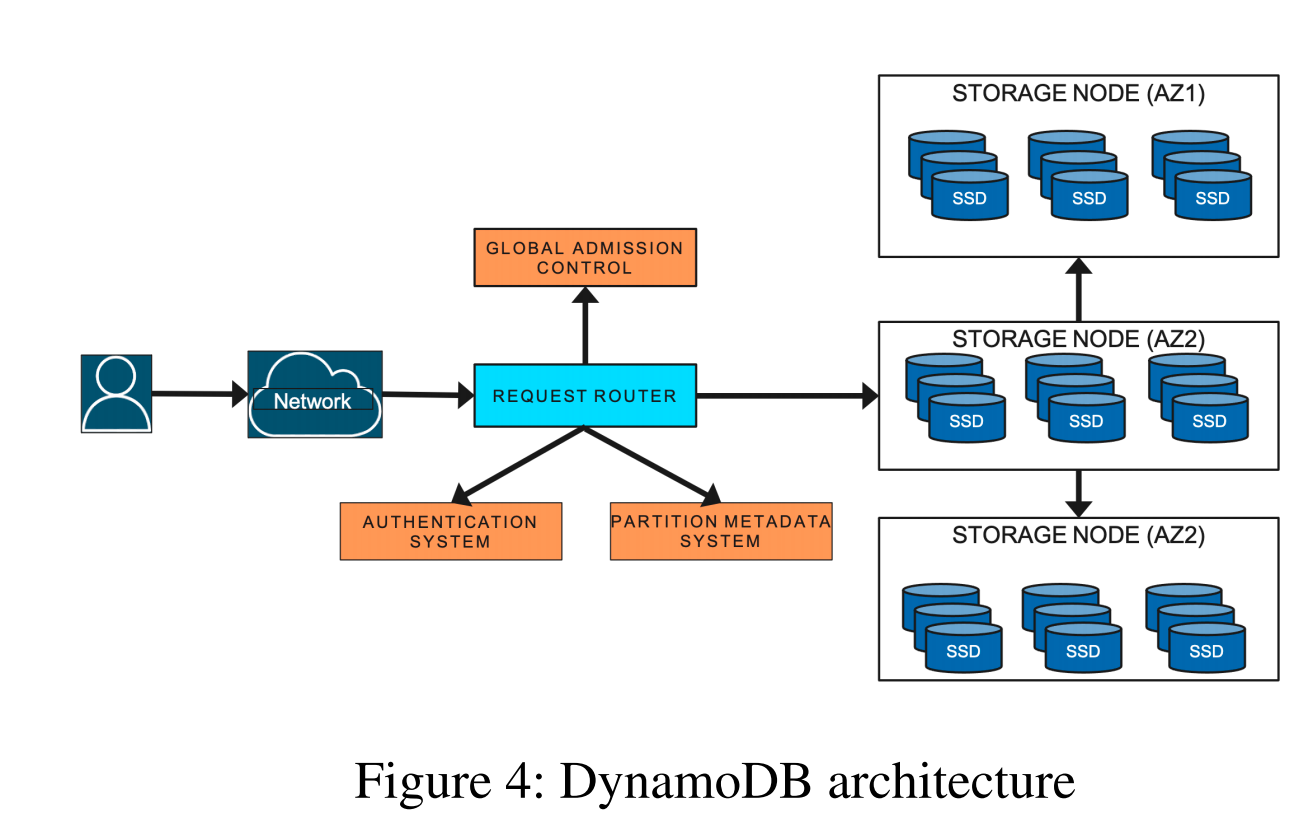 STORAGE NODE (AZ1)
SSD
SSD
SSD
GLOBAL ADMISSION
CONTROL
Network
REQUEST ROUTER
STORAGE NODE (AZ2)
SSD
SSD
SSD
AUTHENTICATION
SYSTEM
PARTITION METADATA
SYSTEM
STORAGE NODE (AZ2)
SSD
SSD
SSD
Figure 4: DynamoDB architecture